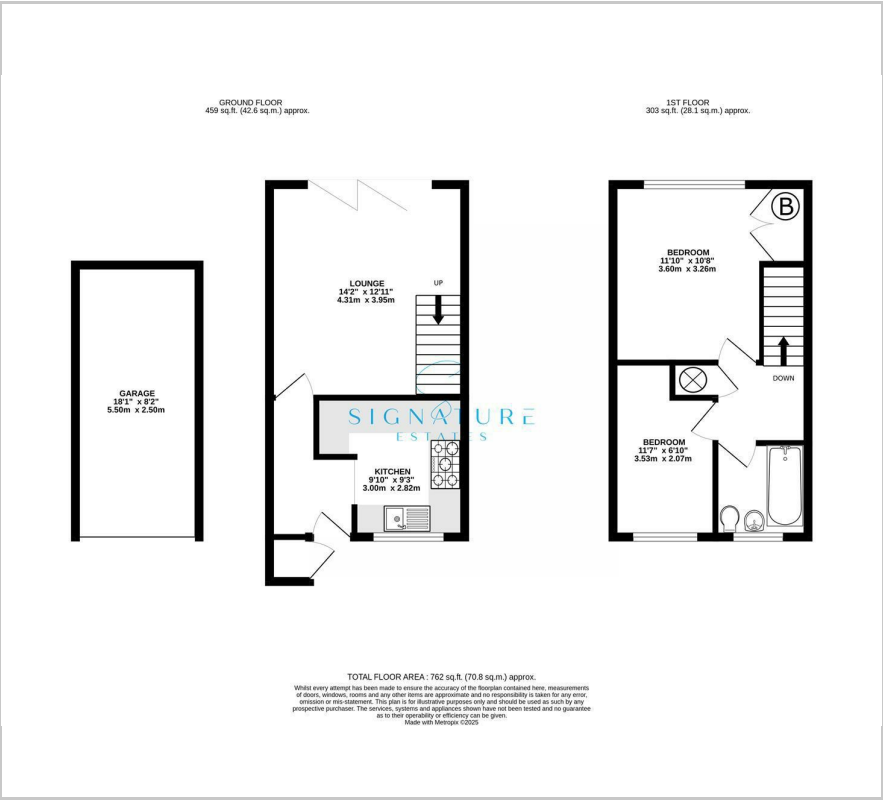 GROUND FLOOR
459 sq.ft. (42.6 sq.m.) approx.
1ST FLOOR
303 sq.ft. (28.1 sq.m.) approx.
LOUNGE
14'2" x 12'11"
4.31m x 3.95m
UP
GARAGE
18'1" x 8'2"
5.50m x 2.50m
SIGNATURE
ESTATES
KITCHEN
9'10" x 9'3"
3.00m x 2.82m
B
BEDROOM
11'10" x 10'8"
3.60m x 3.26m
DOWN
BEDROOM
11'7" x 6'10"
3.53m x 2.07m
TOTAL FLOOR AREA : 762 sq.ft. (70.8 sq.m.) approx.
Whilst every attempt has been made to ensure the accuracy of the floorplan contained here, measurements
of doors, windows, rooms and any other items are approximate and no responsibility is taken for any error,
omission or mis-statement. This plan is for illustrative purposes only and should be used as such by any
prospective purchaser. The services, systems and appliances shown have not been tested and no guarantee
as to their operability or efficiency can be given.
Made with Metropix ©2025